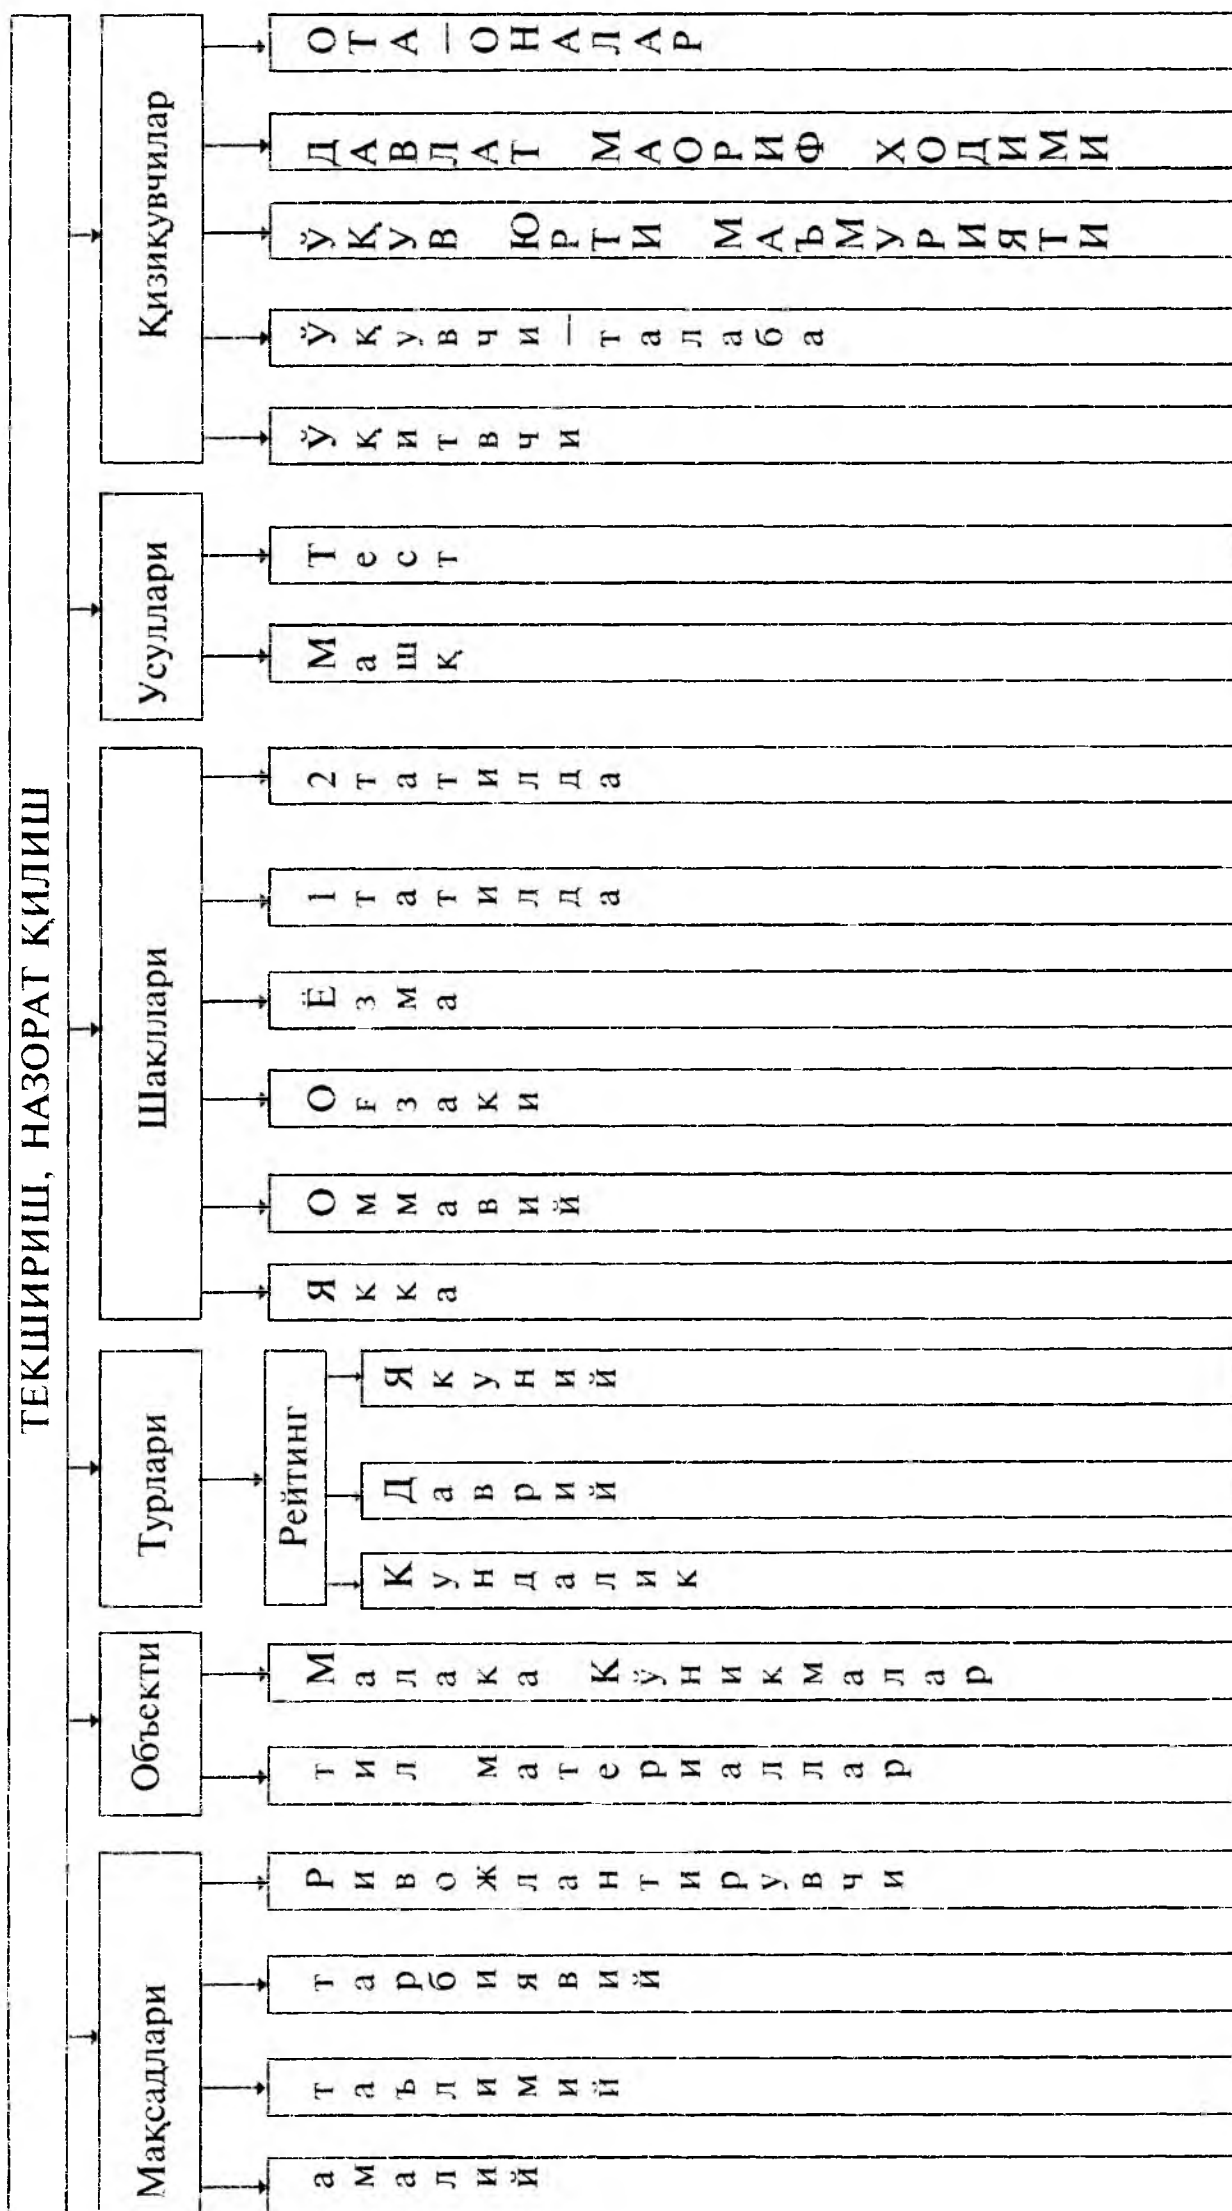 ТЕКШИРИШ, НАЗОРАТ ҚИЛИШ
Мақсадлари
амалий
таълимий
тарбиявий
Ривожлантирувчи
Объекти
тил материаллар
Малака Кўникмалар
Турлари
Рейтинг
Кундалик
Даврий
Якуний
Шакллари
Якка
Оммавий
Оғзаки
Ёзма
1 татилда
2 татилда
Усуллари
Машқ
Тест
Қизиқувчилар
Ўқитвчи
Ўқувчи–талаба
ЎҚУВ ЮРТИ МАЪМУРИЯТИ
ДАВЛАТ МАОРИФ ХОДИМИ
ОТА–ОНАЛАР